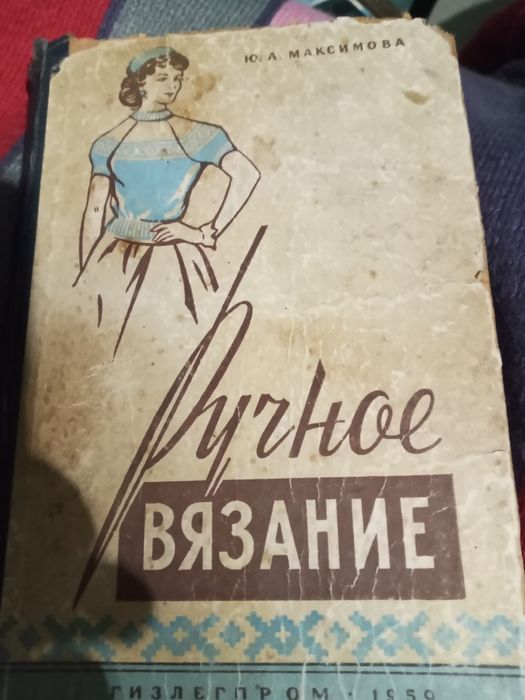 Ю. А. МАКСИМОВА
Ручное
ВЯЗАНИЕ
ГИЗЛЕГПРОМ · 1959